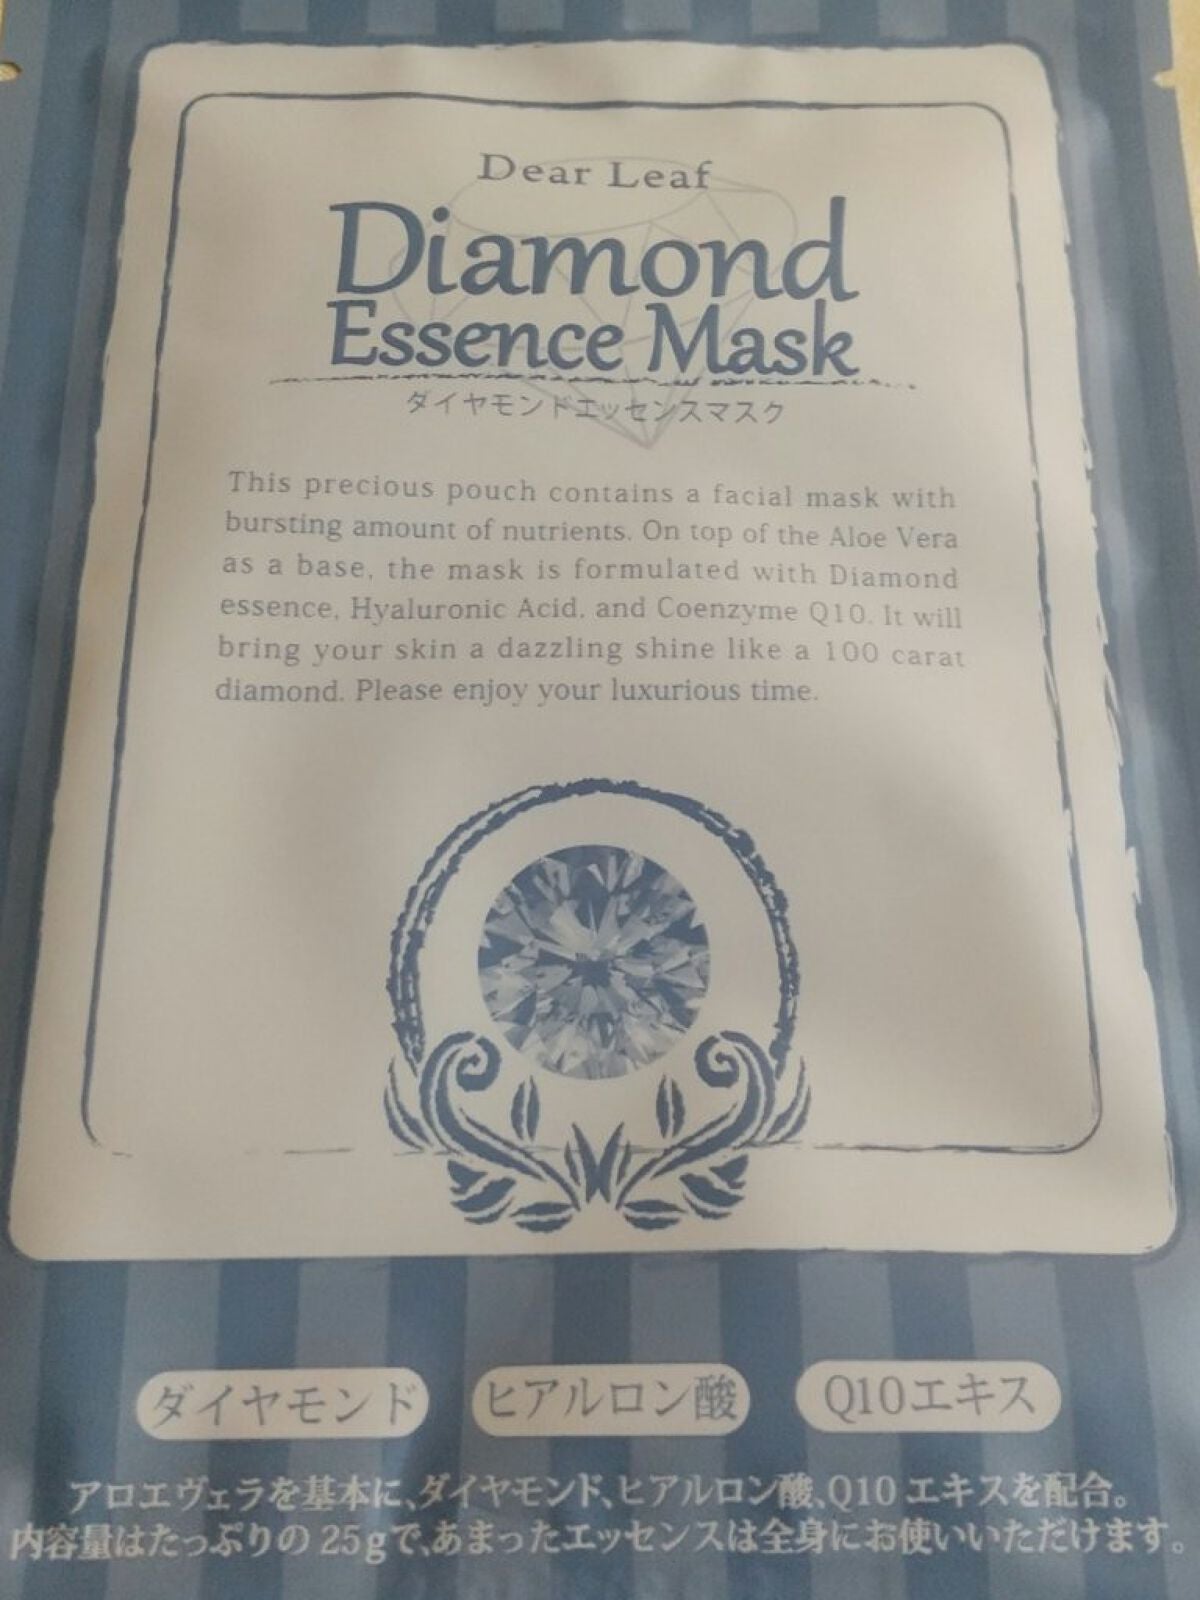 Dear Leaf
Diamond
Essence Mask
ダイヤモンドエッセンスマスク
This precious pouch contains a facial mask with
bursting amount of nutrients. On top of the Aloe Vera
as a base, the mask is formulated with Diamond
essence, Hyaluronic Acid, and Coenzyme Q10. It will
bring your skin a dazzling shine like a 100 carat
diamond. Please enjoy your luxurious time.
ダイヤモンド ヒアルロン酸 Q10エキス
アロエヴェラを基本に、ダイヤモンド、ヒアルロン酸、Q10 エキスを配合。
内容量はたっぷりの 25gで、あまったエッセンスは全身にお使いいただけます。